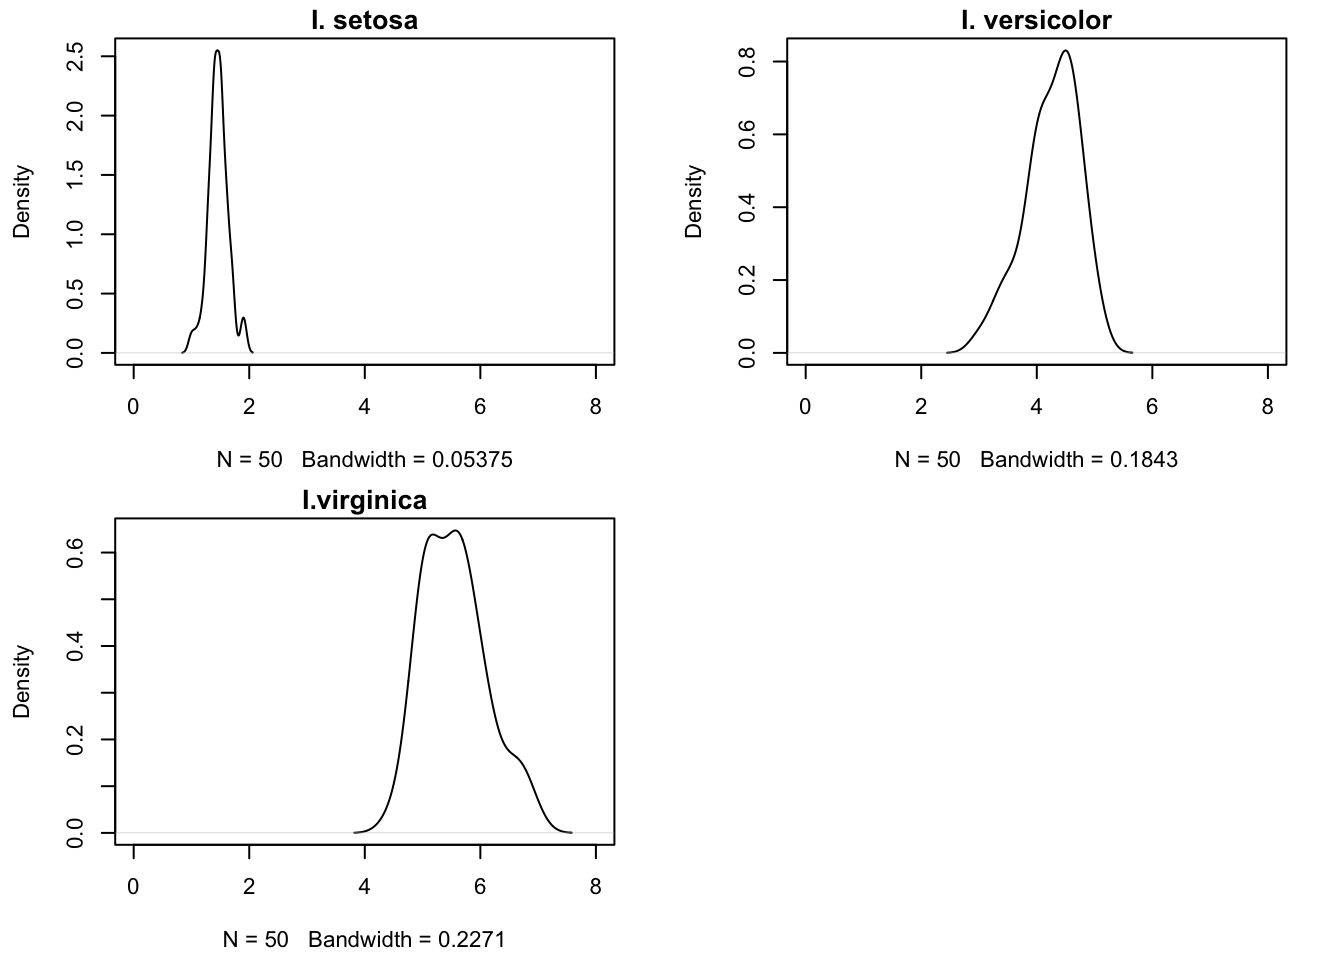 I. setosa
Density
2.5
2.0
1.5
1.0
0.5
0.0
0 2 4 6 8
N = 50 Bandwidth = 0.05375
I. versicolor
Density
0.8
0.6
0.4
0.2
0.0
0 2 4 6 8
N = 50 Bandwidth = 0.1843
I.virginica
Density
0.6
0.4
0.2
0.0
0 2 4 6 8
N = 50 Bandwidth = 0.2271